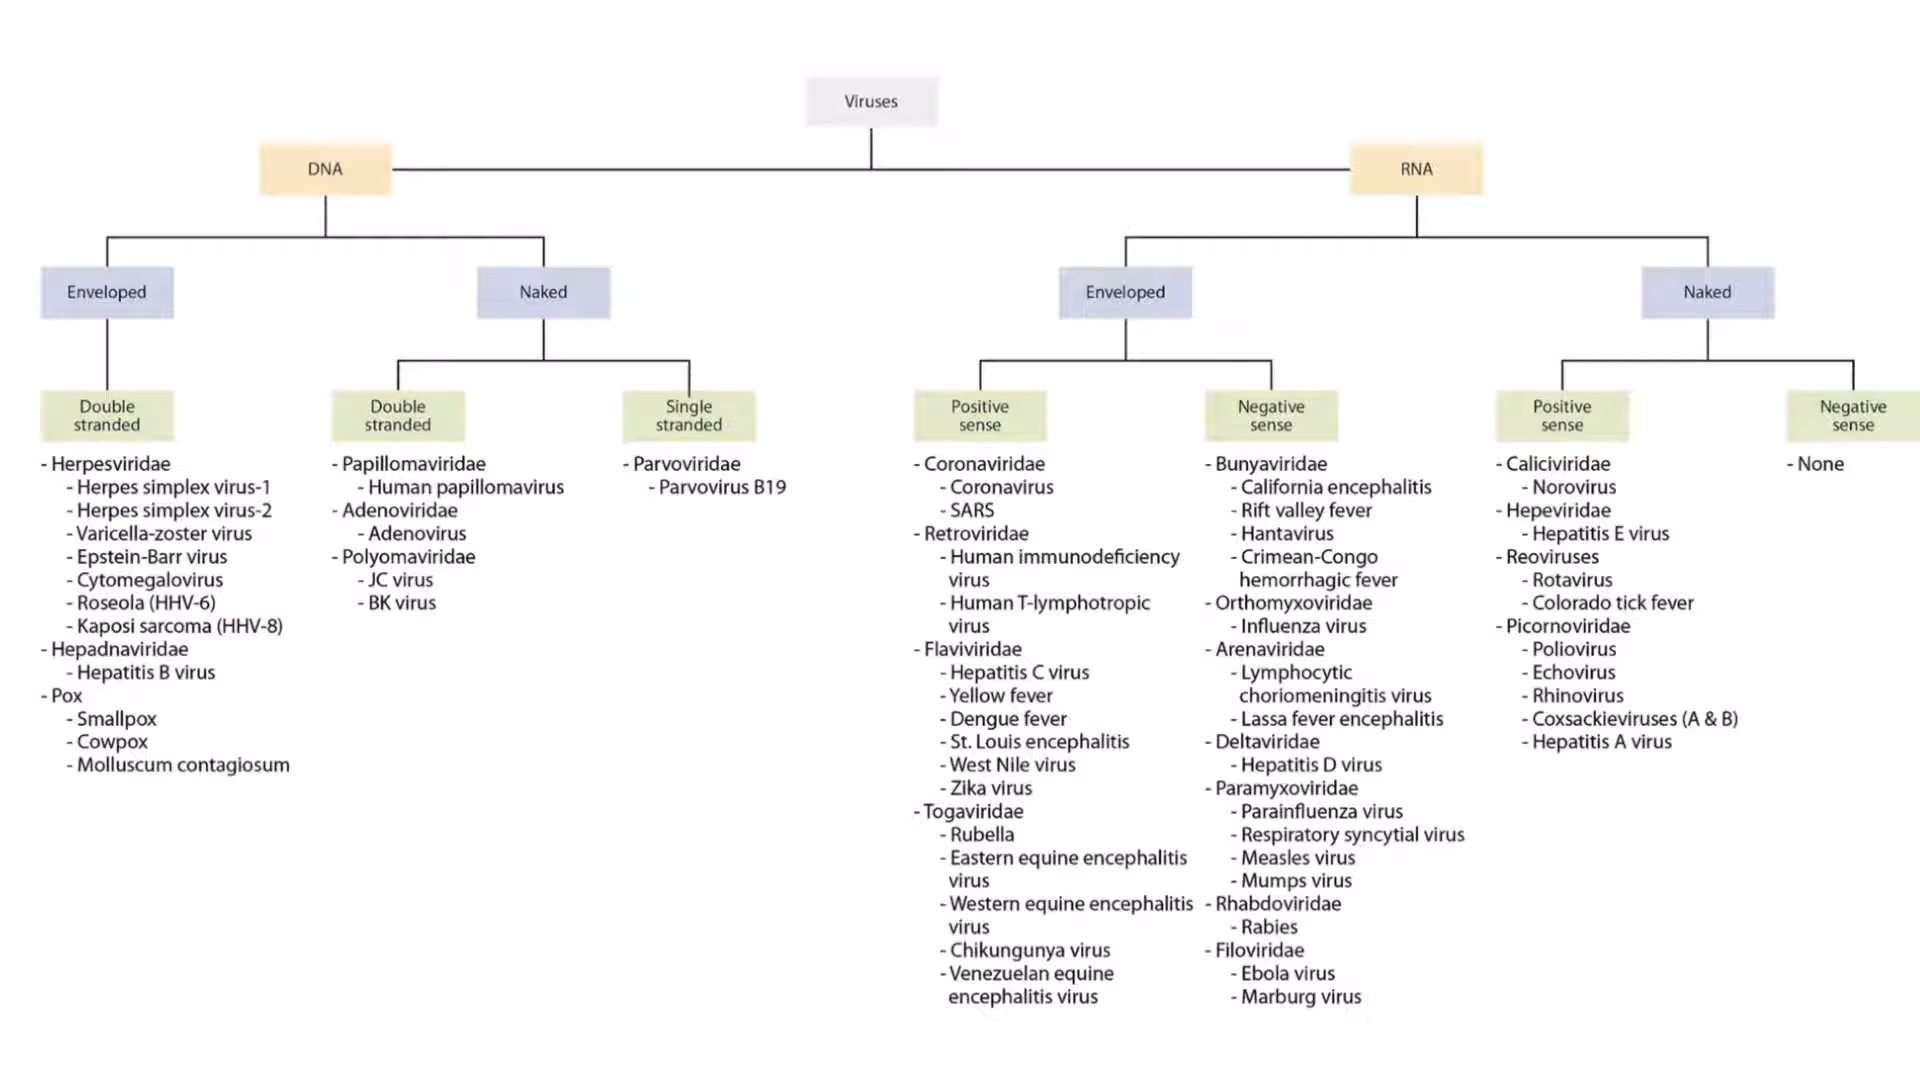 Viruses
DNA
RNA
Enveloped
Naked
Enveloped
Naked
Double
stranded
- Herpesviridae
- Herpes simplex virus-1
- Herpes simplex virus-2
- Varicella-zoster virus
- Epstein-Barr virus
- Cytomegalovirus
- Roseola (HHV-6)
- Kaposi sarcoma (HHV-8)
- Hepadnaviridae
- Hepatitis B virus
- Pox
- Smallpox
- Cowpox
- Molluscum contagiosum
Double
stranded
- Papillomaviridae
- Human papillomavirus
- Adenoviridae
- Adenovirus
- Polyomaviridae
- JC virus
- BK virus
Single
stranded
- Parvoviridae
- Parvovirus B19
Positive
sense
- Coronaviridae
- Coronavirus
- SARS
- Retroviridae
- Human immunodeficiency
virus
- Human T-lymphotropic
virus
- Flaviviridae
- Hepatitis C virus
- Yellow fever
- Dengue fever
- St. Louis encephalitis
- West Nile virus
- Zika virus
- Togaviridae
- Rubella
- Eastern equine encephalitis
virus
- Western equine encephalitis
virus
- Chikungunya virus
- Venezuelan equine
encephalitis virus
Negative
sense
- Bunyaviridae
- California encephalitis
- Rift valley fever
- Hantavirus
- Crimean-Congo
hemorrhagic fever
- Orthomyxoviridae
- Influenza virus
- Arenaviridae
- Lymphocytic
choriomeningitis virus
- Lassa fever encephalitis
- Deltaviridae
- Hepatitis D virus
- Paramyxoviridae
- Parainfluenza virus
- Respiratory syncytial virus
- Measles virus
- Mumps virus
- Rhabdoviridae
- Rabies
- Filoviridae
- Ebola virus
- Marburg virus
Positive
sense
- Caliciviridae
- Norovirus
- Hepeviridae
- Hepatitis E virus
- Reoviruses
- Rotavirus
- Colorado tick fever
- Picornoviridae
- Poliovirus
- Echovirus
- Rhinovirus
- Coxsackieviruses (A & B)
- Hepatitis A virus
Negative
sense
- None